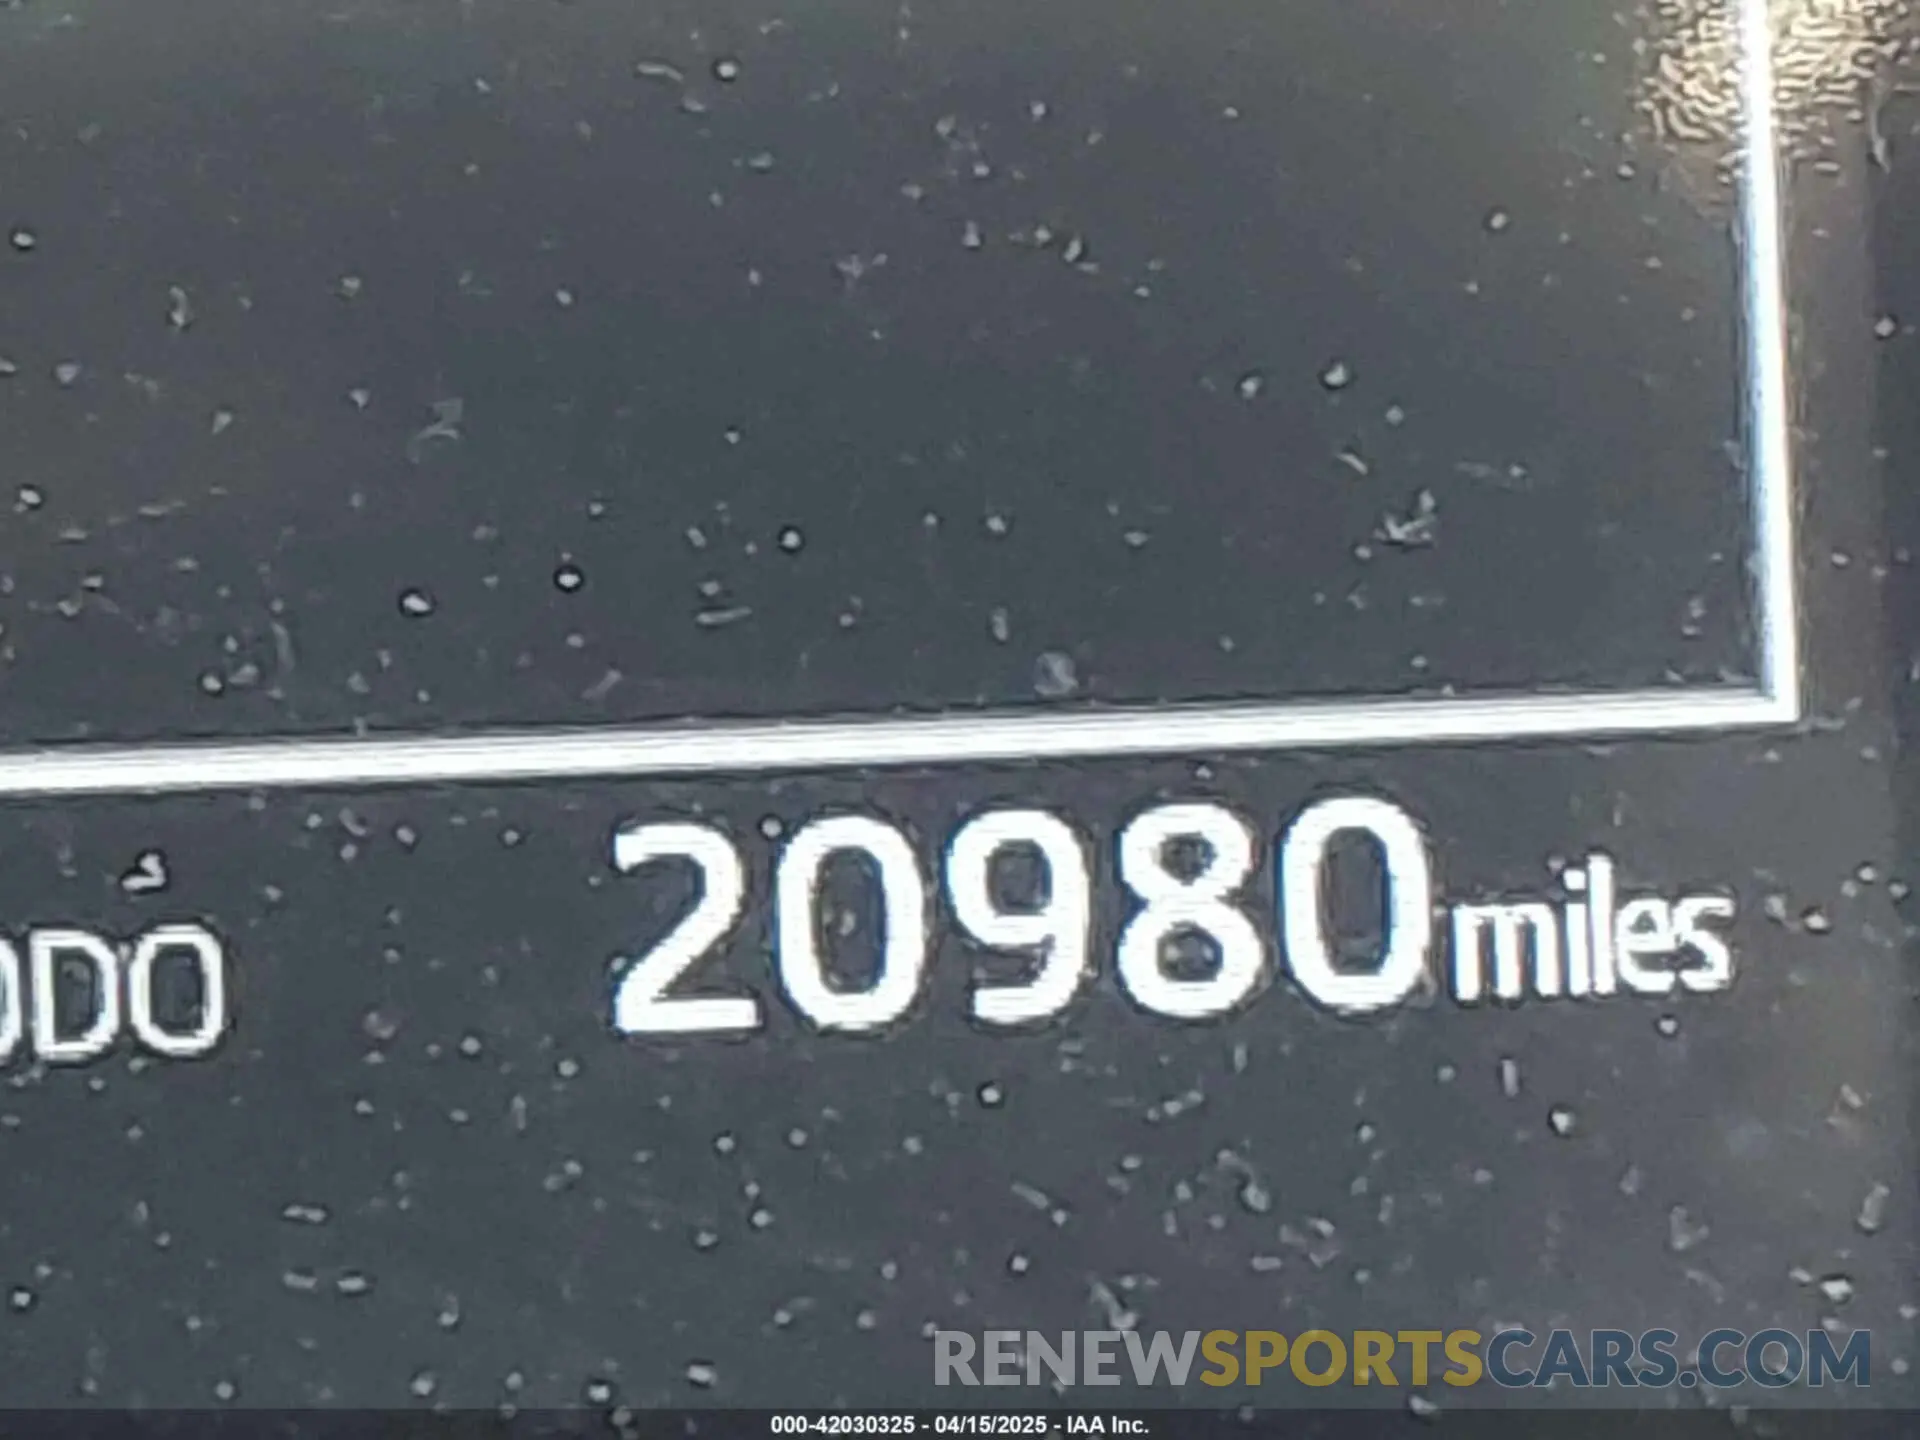 ODO 20980 miles
RENEWSPORTSCARS.COM
000-42030325 - 04/15/2025 - IAA Inc.